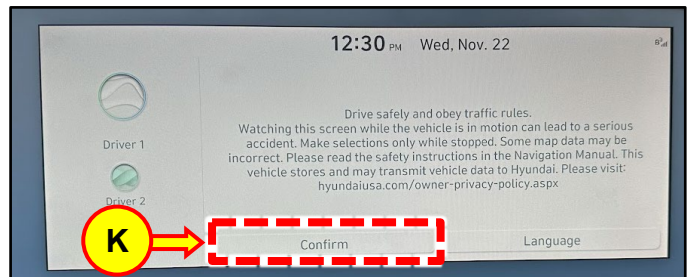 12:30 PM Wed, Nov. 22
Driver 1
Driver 2
Drive safely and obey traffic rules.
Watching this screen while the vehicle is in motion can lead to a serious
accident. Make selections only while stopped. Some map data may be
incorrect. Please read the safety instructions in the Navigation Manual. This
vehicle stores and may transmit vehicle data to Hyundai. Please visit:
hyundaiusa.com/owner-privacy-policy.aspx
K
Confirm
Language